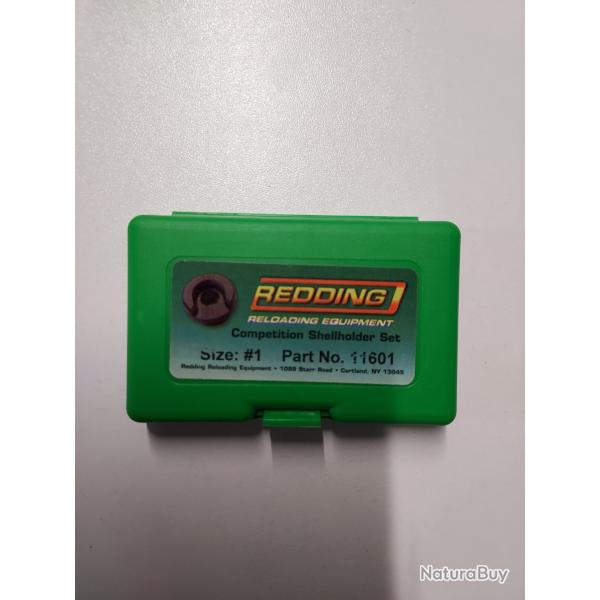 REDDING
RELOADING EQUIPMENT
Competition Shellholder Set
Size: #1 Part No. 11601
Redding Reloading Equipment • 1089 Starr Road • Cortland, NY 13045
NaturaBuy